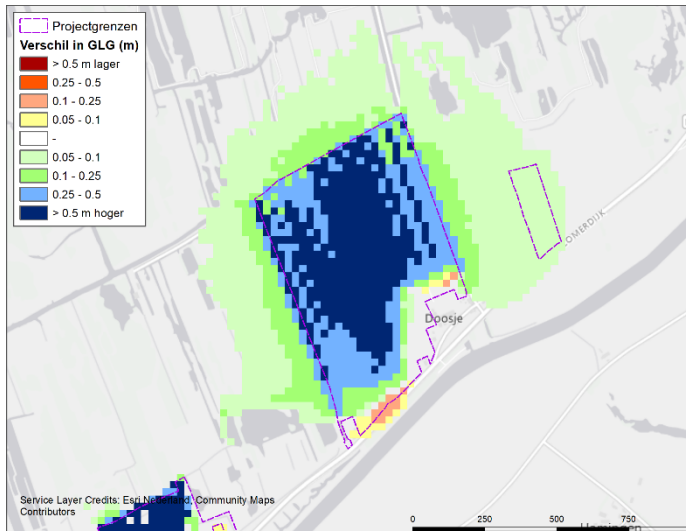 Projectgrenzen
Verschil in GLG (m)
> 0.5 m lager
0.25 - 0.5
0.1 - 0.25
0.05 - 0.1
-
0.05 - 0.1
0.1 - 0.25
0.25 - 0.5
> 0.5 m hoger
OMERDIJK
Doosje
Service Layer Credits: Esri Nederland, Community Maps
Contributors
0 250 500 750